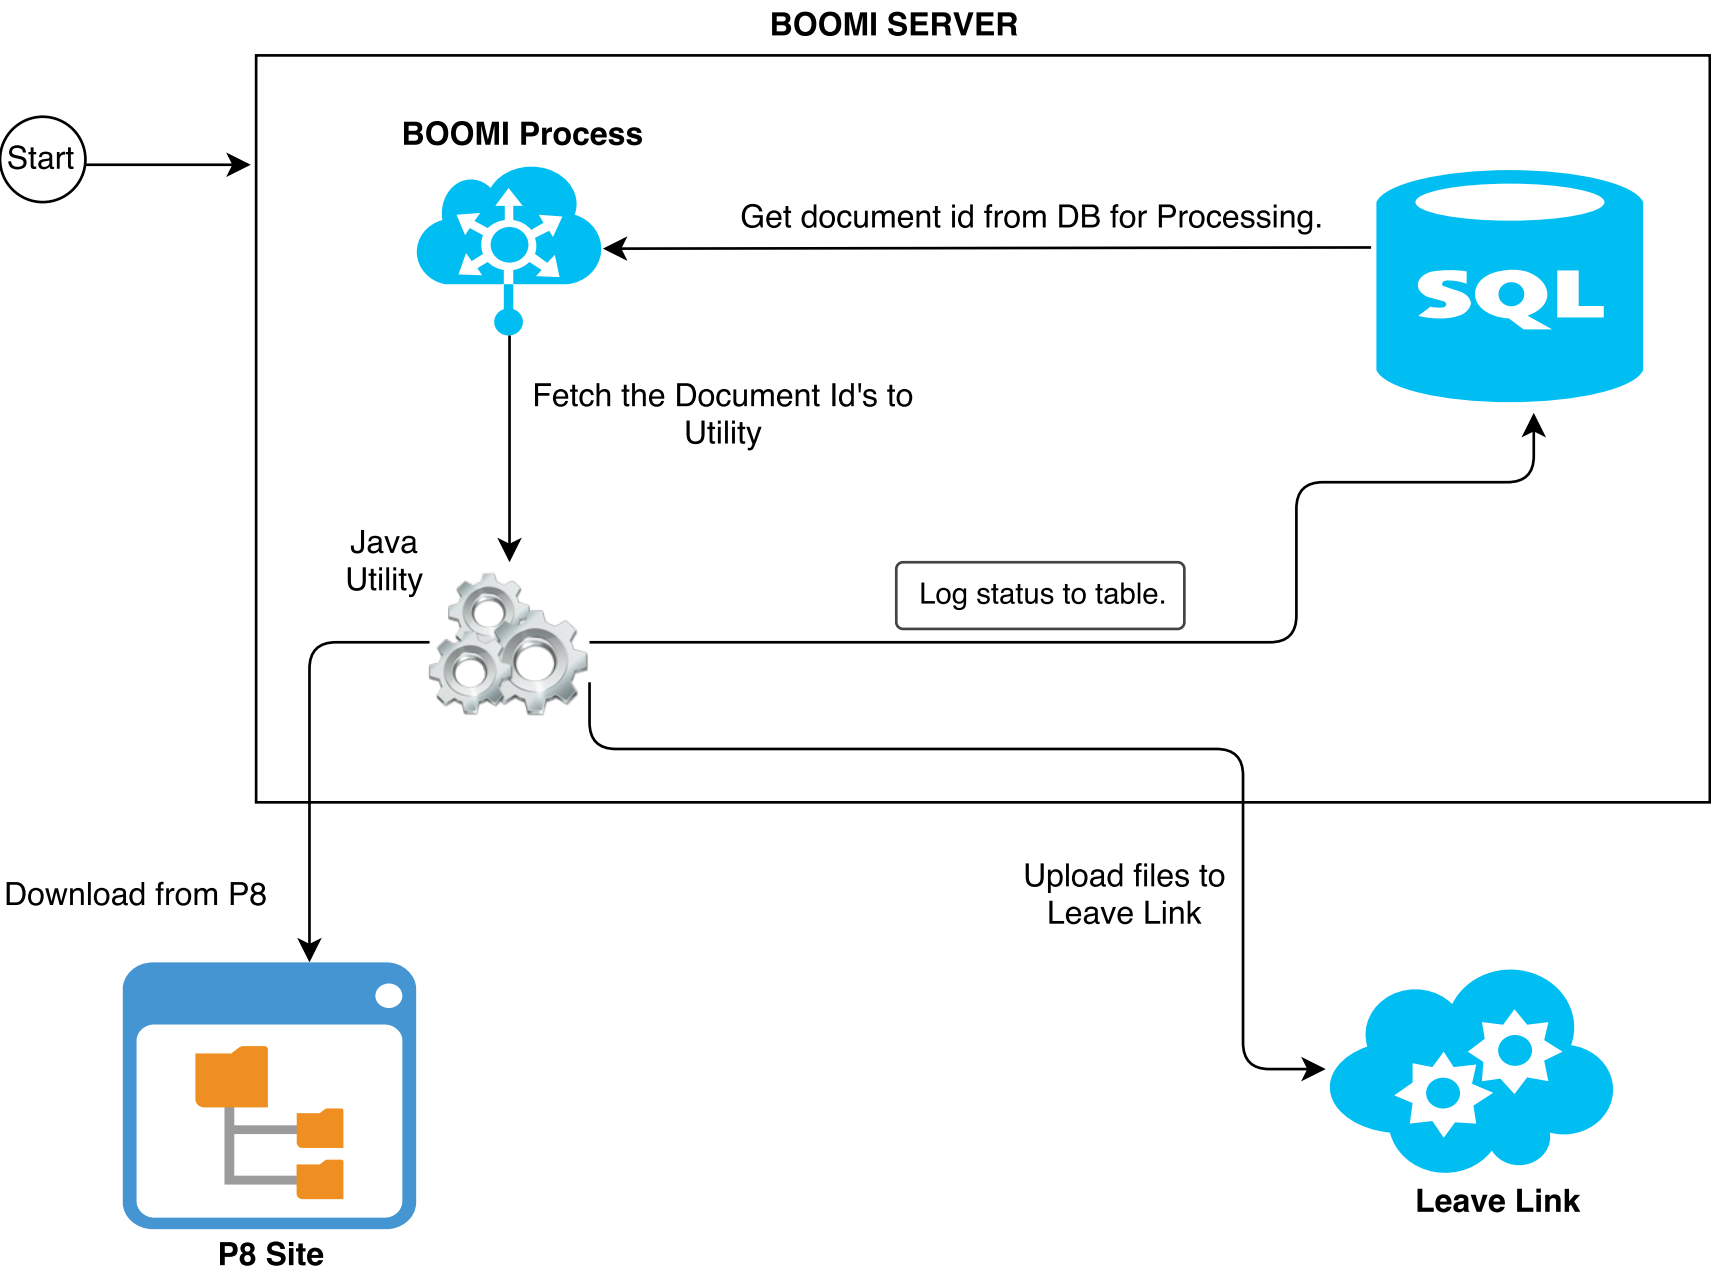 BOOMI SERVER
Start
BOOMI Process
Get document id from DB for Processing.
SQL
Fetch the Document Id's to
Utility
Java
Utility
Log status to table.
Download from P8
Upload files to
Leave Link
Leave Link
P8 Site